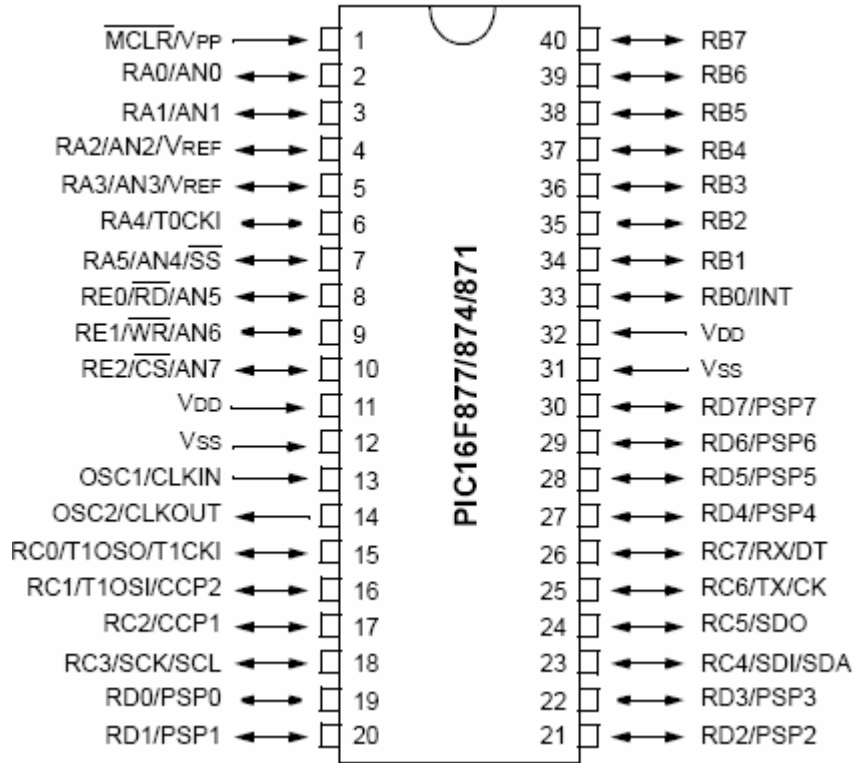 MCLR/VPP 1 40 RB7
RA0/AN0 2 39 RB6
RA1/AN1 3 38 RB5
RA2/AN2/VREF 4 37 RB4
RA3/AN3/VREF 5 36 RB3
RA4/T0CKI 6 35 RB2
RA5/AN4/SS 7 34 RB1
RE0/RD/AN5 8 33 RB0/INT
RE1/WR/AN6 9 32 VDD
RE2/CS/AN7 10 31 VSS
VDD 11 30 RD7/PSP7
VSS 12 29 RD6/PSP6
OSC1/CLKIN 13 28 RD5/PSP5
OSC2/CLKOUT 14 27 RD4/PSP4
RC0/T1OSO/T1CKI 15 26 RC7/RX/DT
RC1/T1OSI/CCP2 16 25 RC6/TX/CK
RC2/CCP1 17 24 RC5/SDO
RC3/SCK/SCL 18 23 RC4/SDI/SDA
RD0/PSP0 19 22 RD3/PSP3
RD1/PSP1 20 21 RD2/PSP2
PIC16F877/874/871